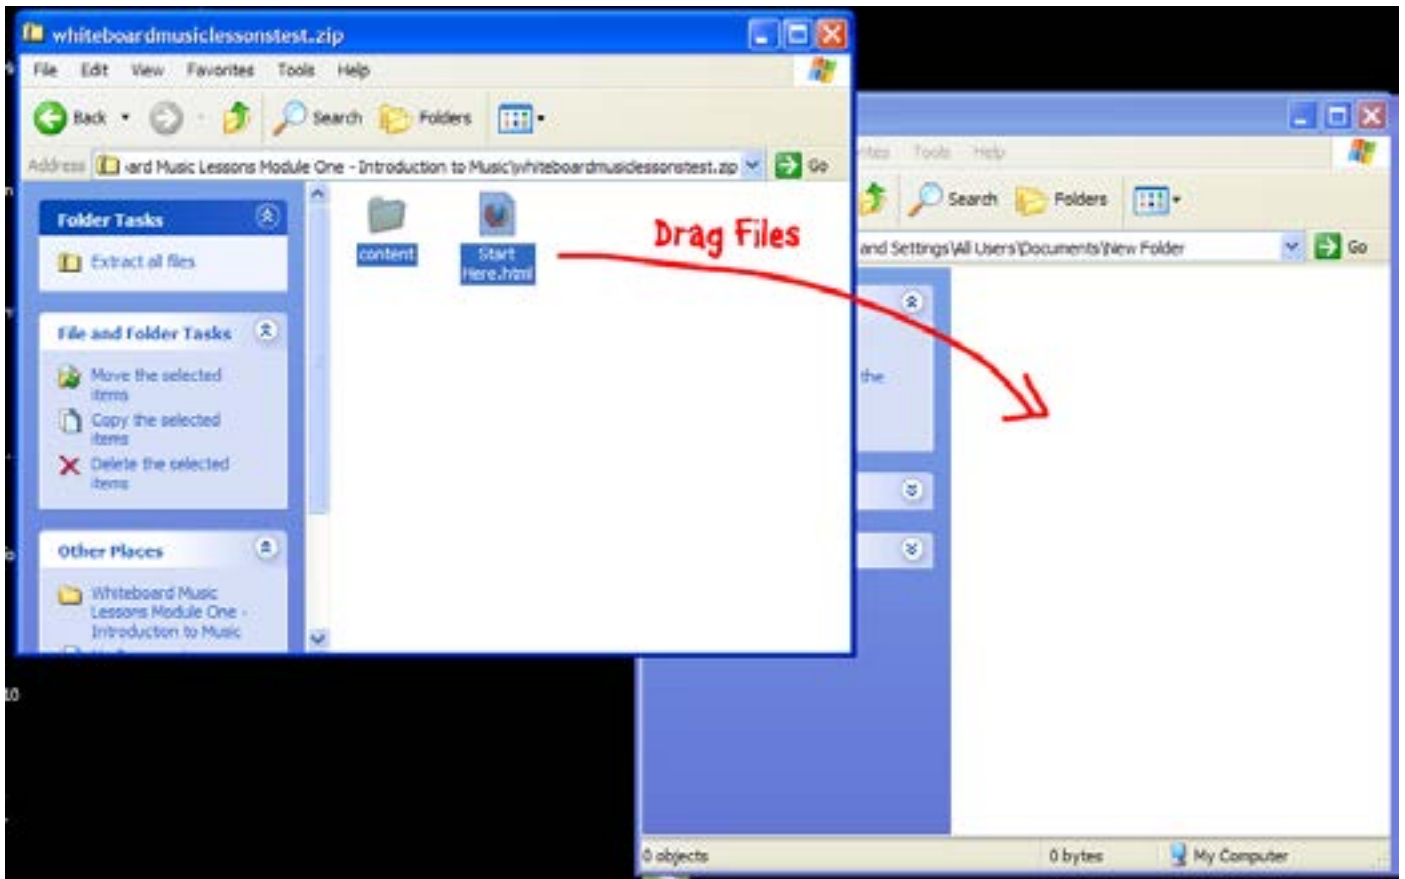 whiteboardmusiclessonstest.zip
File Edit View Favorites Tools Help
Back Search Folders
Address ard Music Lessons Module One - Introduction to Music\whiteboardmusiclessonstest.zip Go
Folder Tasks
Extract all files
File and Folder Tasks
Move the selected
items
Copy the selected
items
Delete the selected
items
Other Places
Whiteboard Music
Lessons Module One -
Introduction to Music
content
Start
Here.html
Drag Files
Tools Help
Search Folders
and Settings\All Users\Documents\New Folder Go
the
0 objects 0 bytes My Computer
10